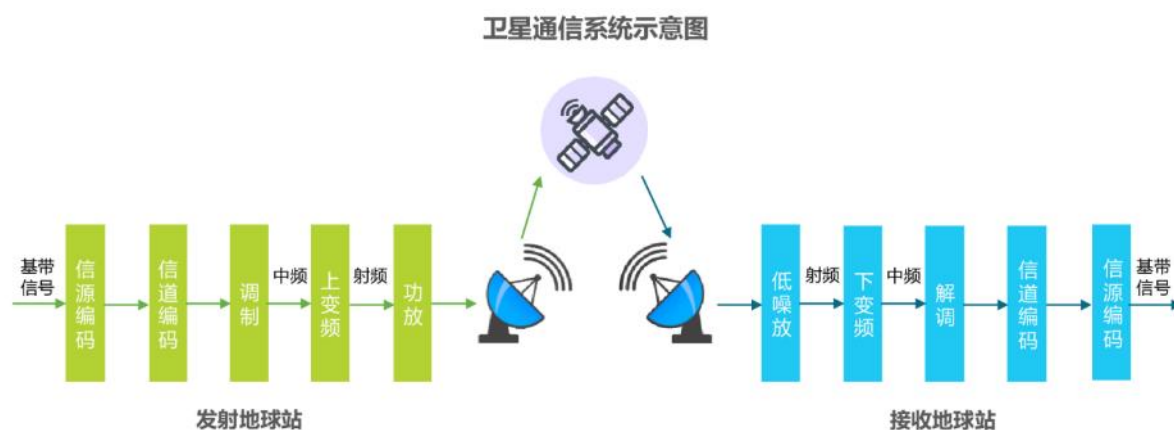 卫星通信系统示意图
基带
信号
信源编码
信道编码
调制
中频
上变频
射频
功放
低噪放
射频
下变频
中频
解调
信道编码
信源编码
基带
信号
发射地球站
接收地球站